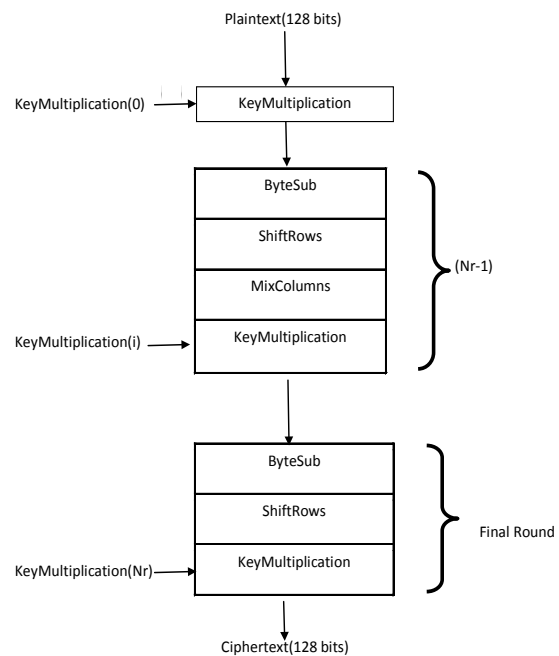 Plaintext(128 bits)
KeyMultiplication(0)
KeyMultiplication
ByteSub
ShiftRows
(Nr-1)
MixColumns
KeyMultiplication(i)
KeyMultiplication
ByteSub
ShiftRows
Final Round
KeyMultiplication(Nr)
KeyMultiplication
Ciphertext(128 bits)